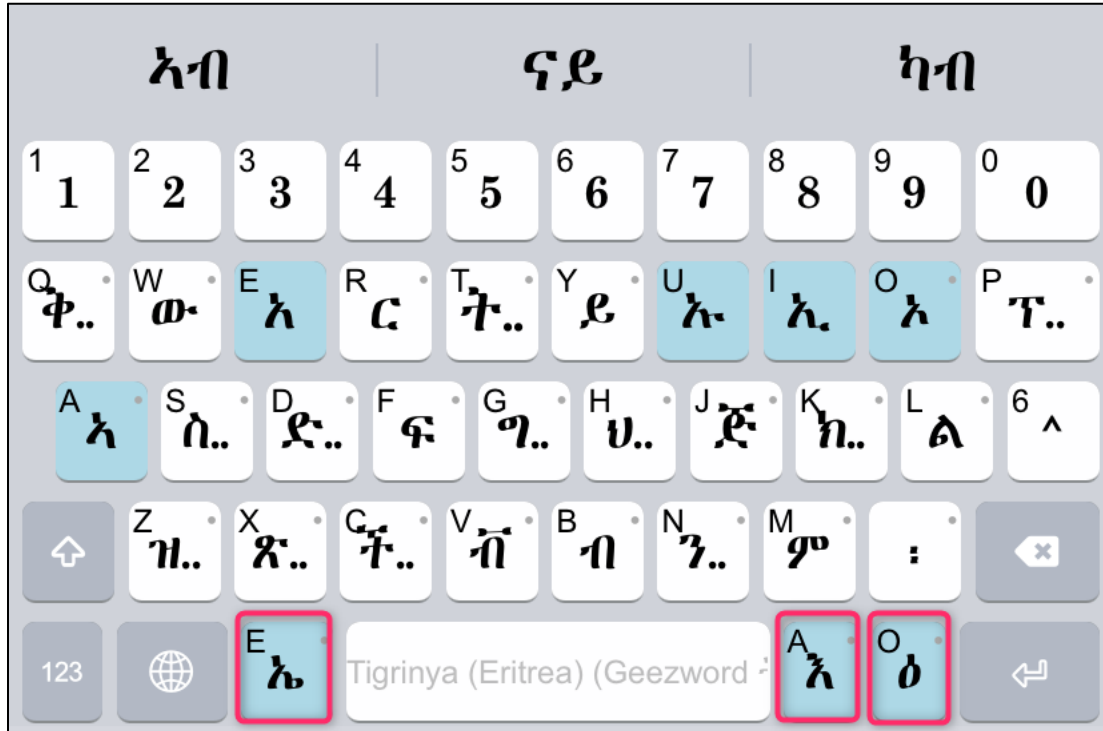 ኣብ ናይ ካብ
1 1 2 2 3 3 4 4 5 5 6 6 7 7 8 8 9 9 0 0
Q ቅ.. W ው E አ R ር T ት.. Y ይ U ኡ I ኢ O ኦ P ፕ..
A ኣ S ስ.. D ድ.. F ፍ G ግ.. H ህ.. J ጅ K ክ.. L ል 6 ^
Z ዝ.. X ጽ.. C ች.. V ቭ B ብ N ን.. M ም ፡
123 E ኤ Tigrinya (Eritrea) (Geezword A እ O ዕ